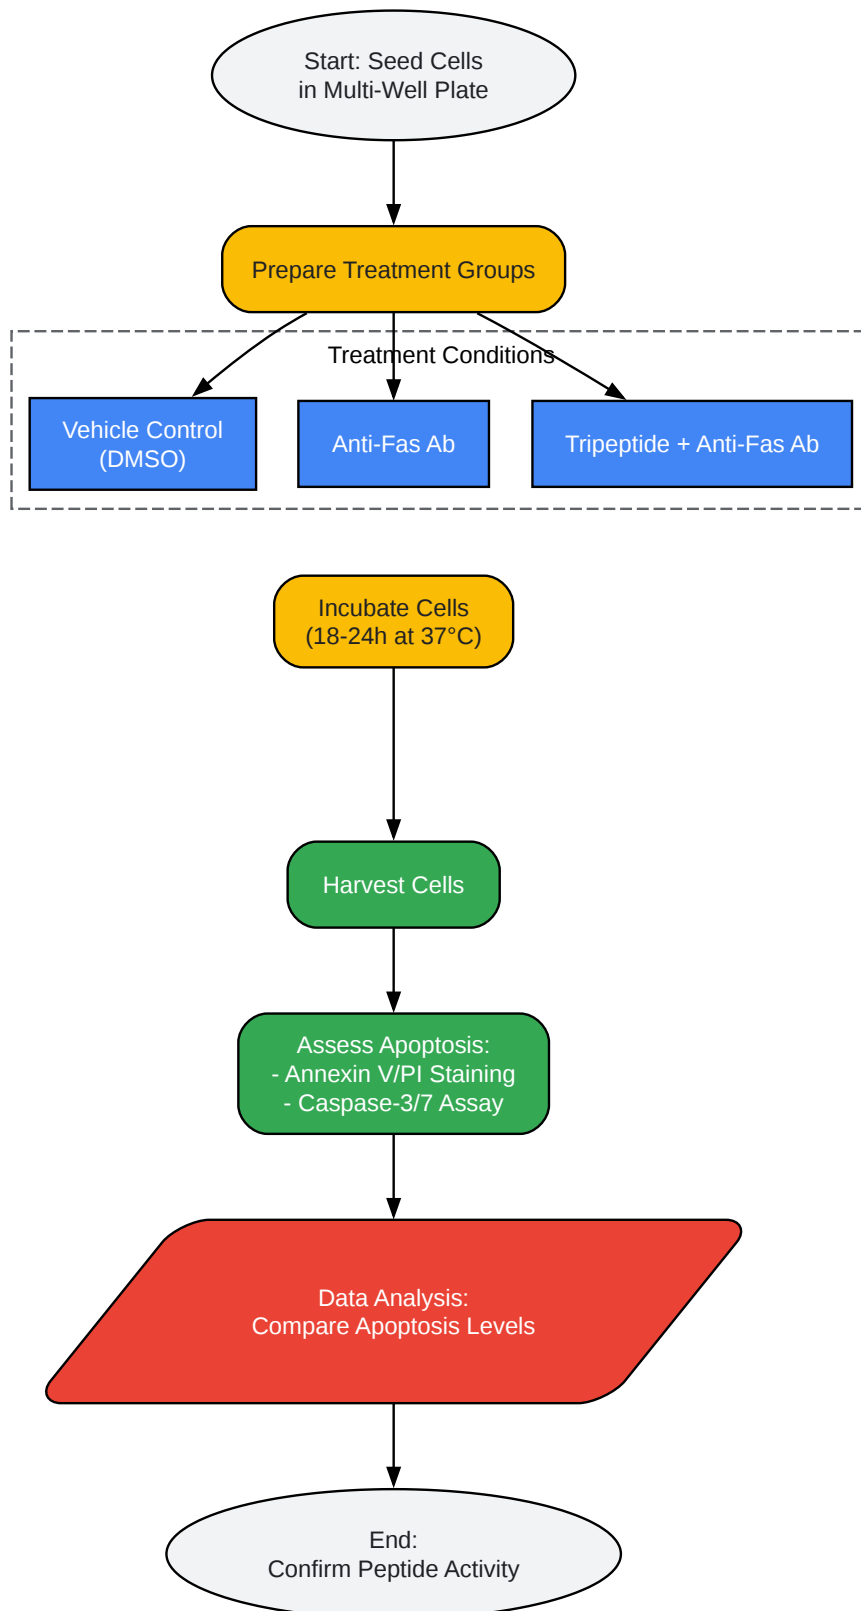 Start: Seed Cells
in Multi-Well Plate
Prepare Treatment Groups
Treatment Conditions
Vehicle Control
(DMSO)
Anti-Fas Ab
Tripeptide + Anti-Fas Ab
Incubate Cells
(18-24h at 37°C)
Harvest Cells
Assess Apoptosis:
- Annexin V/PI Staining
- Caspase-3/7 Assay
Data Analysis:
Compare Apoptosis Levels
End:
Confirm Peptide Activity